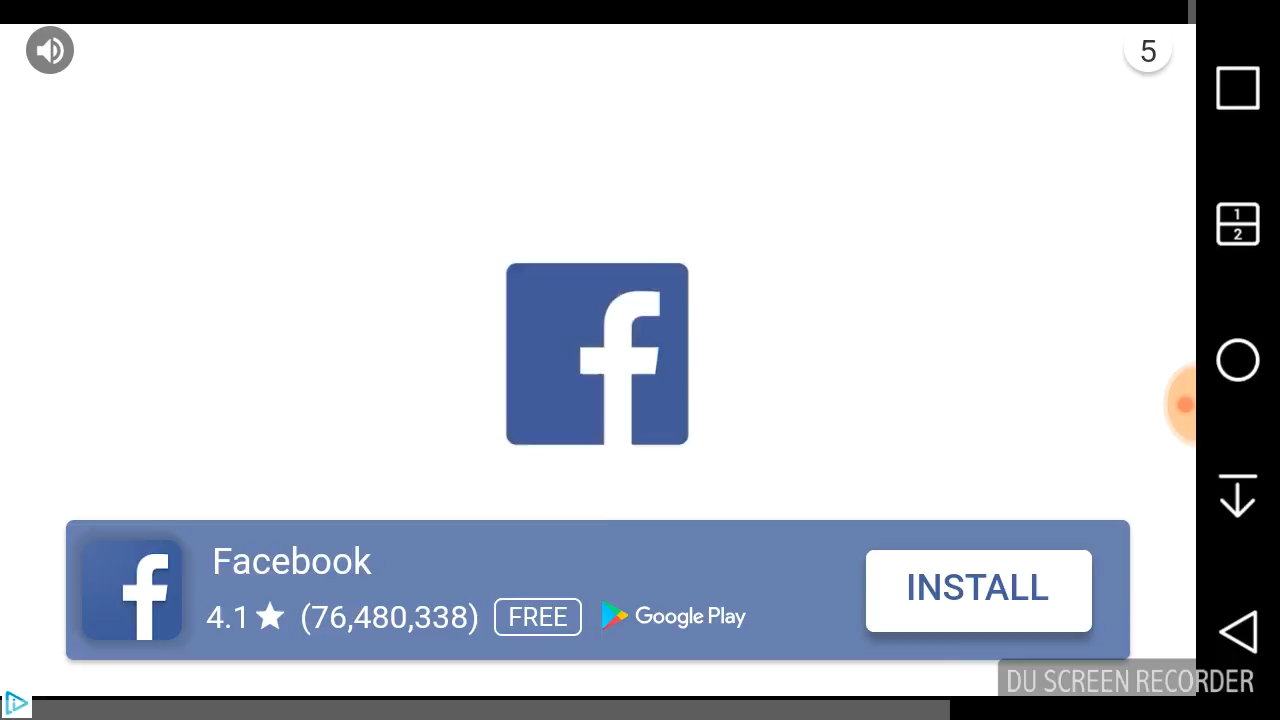 5
1
2
Facebook
4.1★ (76,480,338) FREE Google Play
INSTALL
DU SCREEN RECORDER